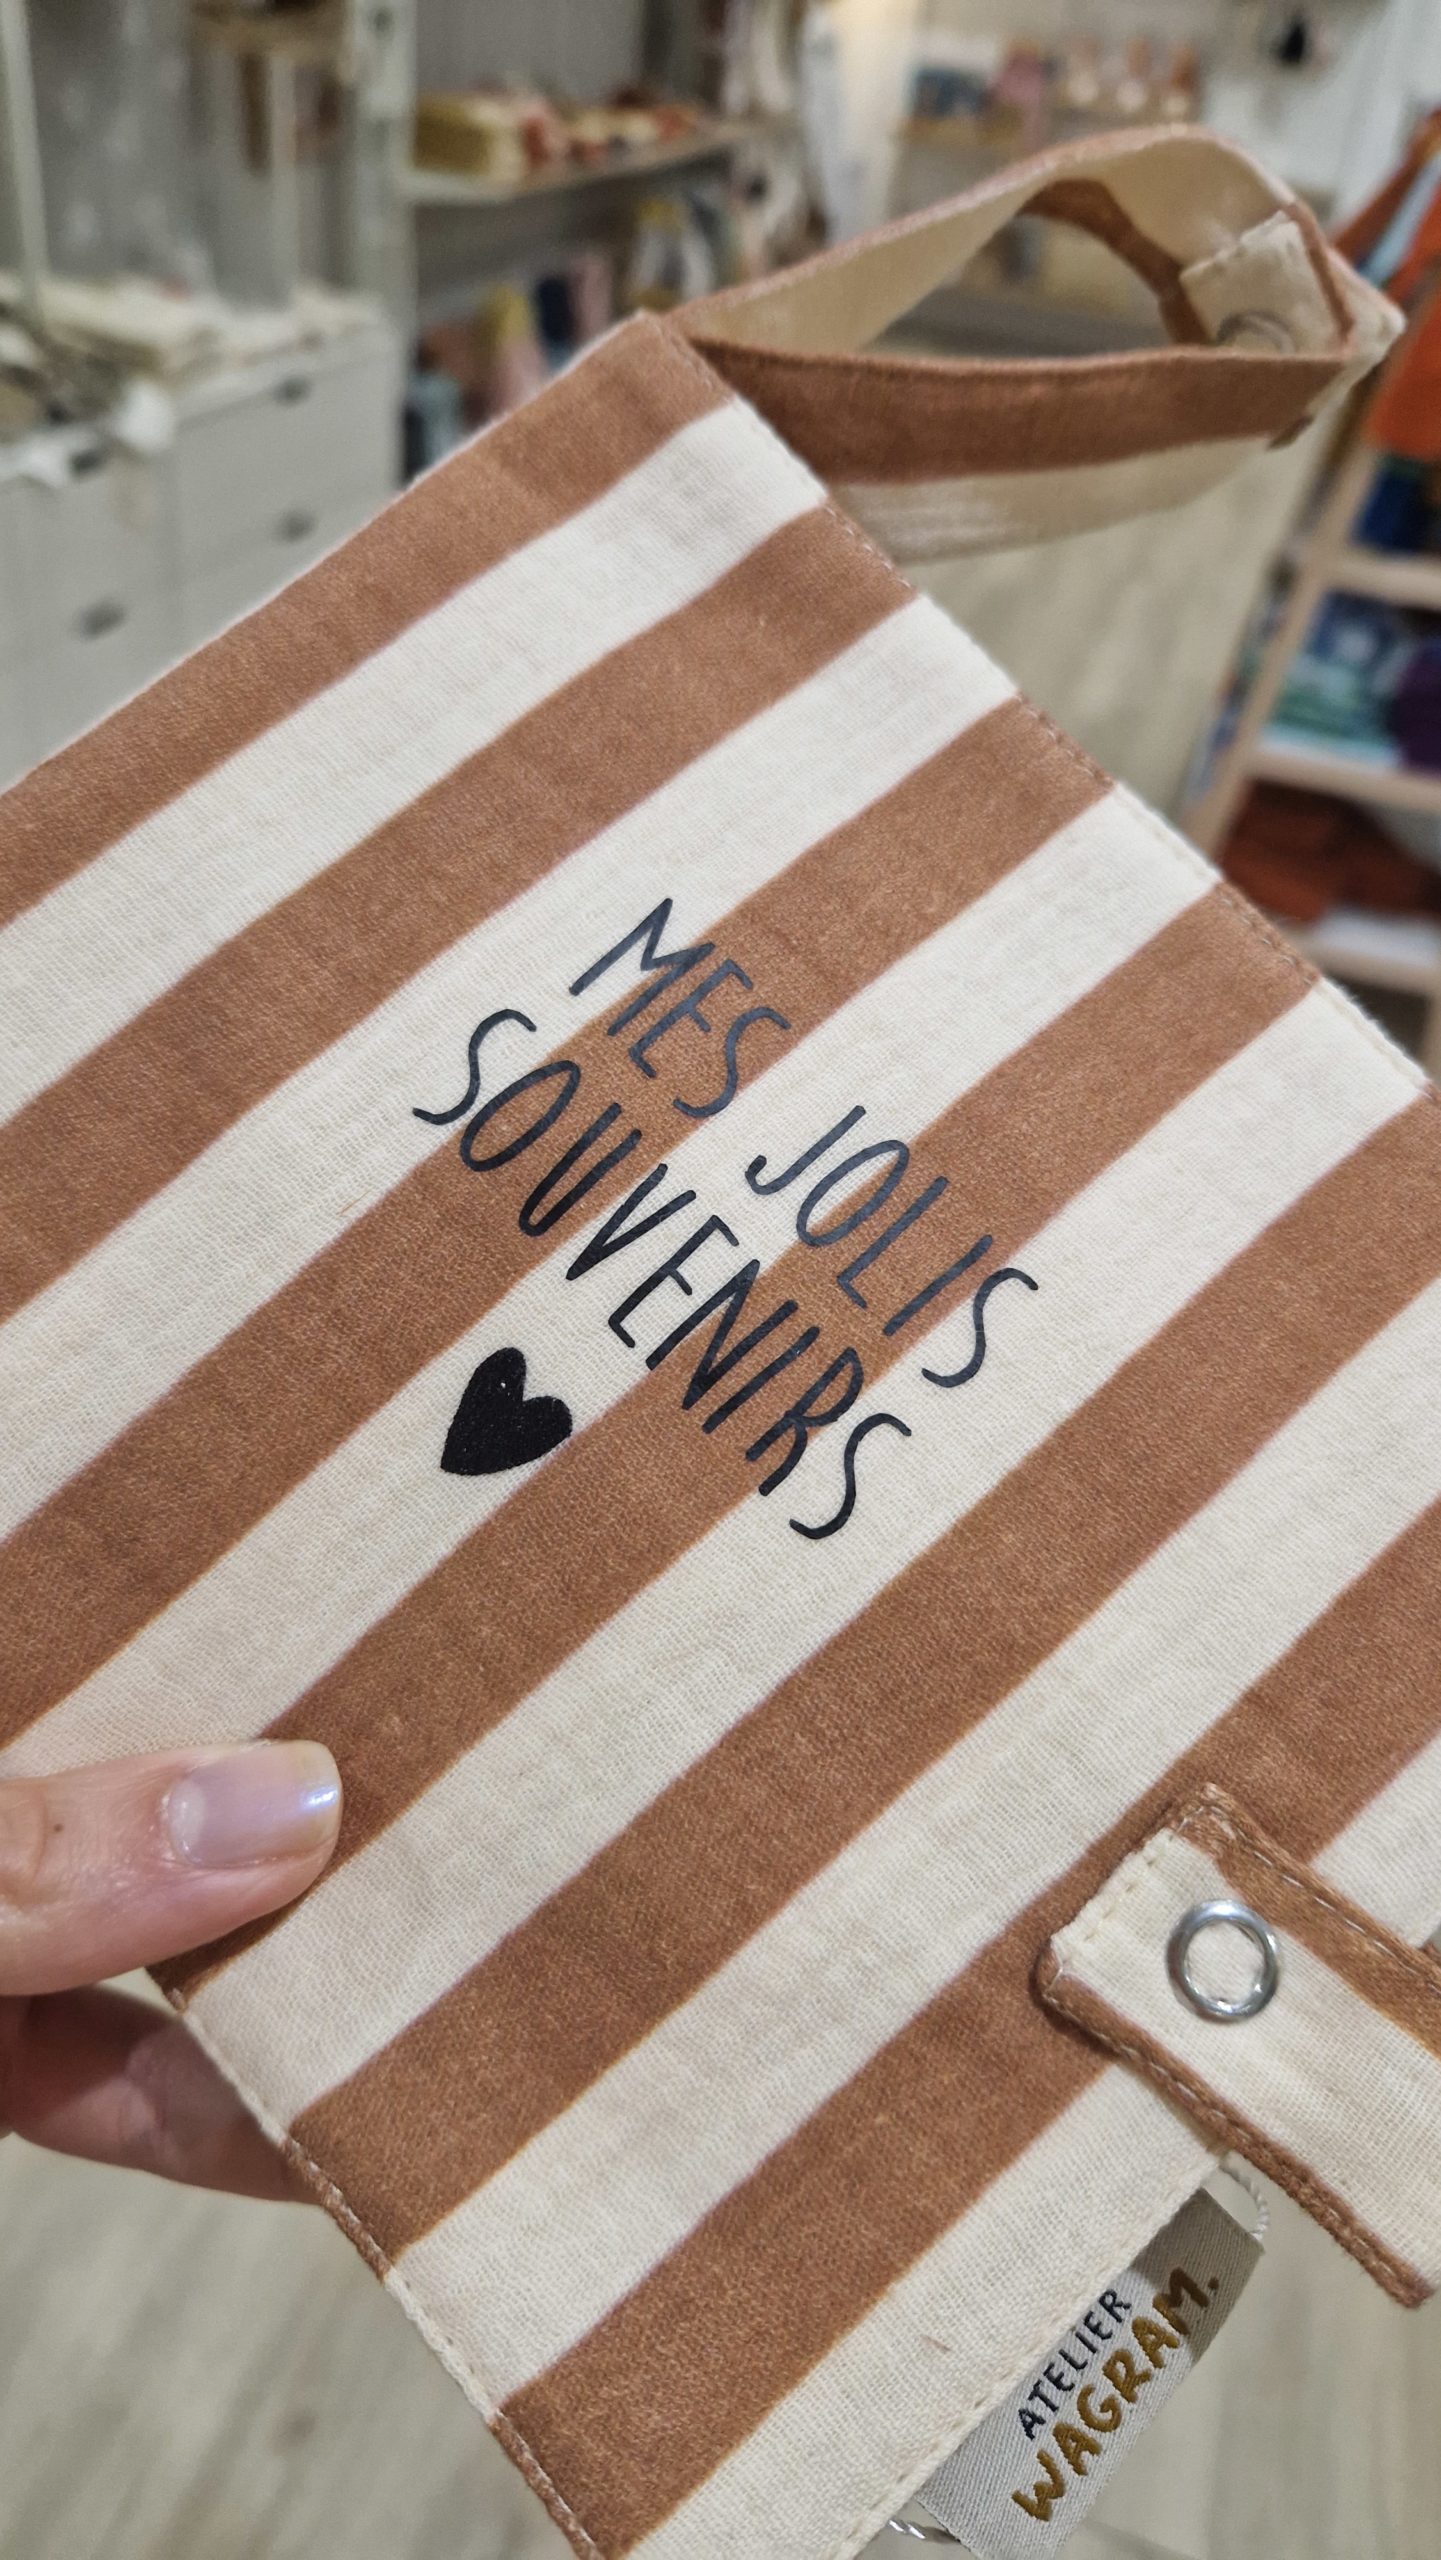 MES JOLIS
SOUVENIRS
ATELIER
WAGRAM.